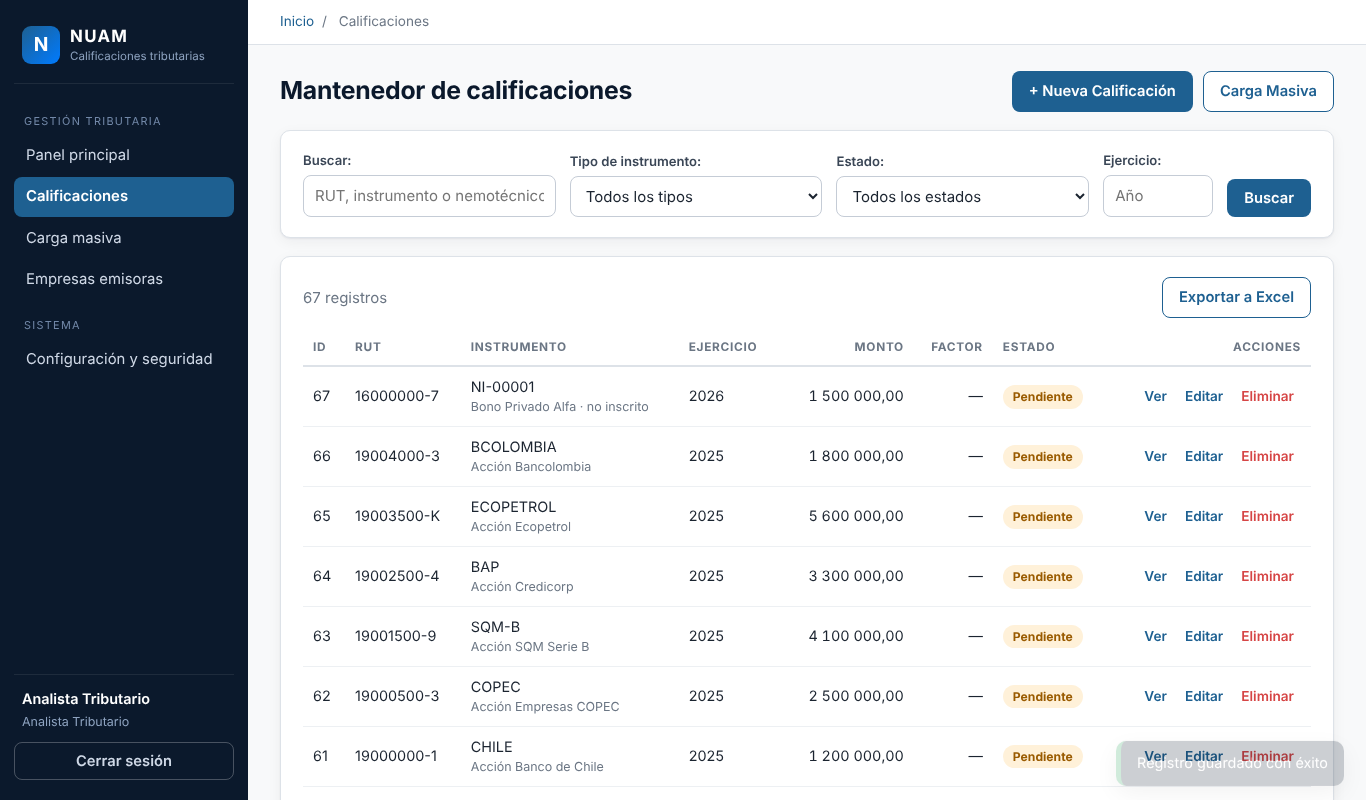 N
NUAM
Calificaciones tributarias
GESTIÓN TRIBUTARIA
Panel principal
Calificaciones
Carga masiva
Empresas emisoras
SISTEMA
Configuración y seguridad
Analista Tributario
Analista Tributario
Cerrar sesión
Inicio / Calificaciones
Mantenedor de calificaciones
+ Nueva Calificación
Carga Masiva
Buscar:
RUT, instrumento o nemotécnico
Tipo de instrumento:
Todos los tipos
Estado:
Todos los estados
Ejercicio:
Año
Buscar
67 registros
Exportar a Excel
ID RUT INSTRUMENTO EJERCICIO MONTO FACTOR ESTADO ACCIONES
67 16000000-7 NI-00001 2026 1 500 000,00 — Pendiente Ver Editar Eliminar
Bono Privado Alfa · no inscrito
66 19004000-3 BCOLOMBIA 2025 1 800 000,00 — Pendiente Ver Editar Eliminar
Acción Bancolombia
65 19003500-K ECOPETROL 2025 5 600 000,00 — Pendiente Ver Editar Eliminar
Acción Ecopetrol
64 19002500-4 BAP 2025 3 300 000,00 — Pendiente Ver Editar Eliminar
Acción Credicorp
63 19001500-9 SQM-B 2025 4 100 000,00 — Pendiente Ver Editar Eliminar
Acción SQM Serie B
62 19000500-3 COPEC 2025 2 500 000,00 — Pendiente Ver Editar Eliminar
Acción Empresas COPEC
61 19000000-1 CHILE 2025 1 200 000,00 — Pendiente Ver Editar Eliminar
Acción Banco de Chile
Registro guardado con éxito